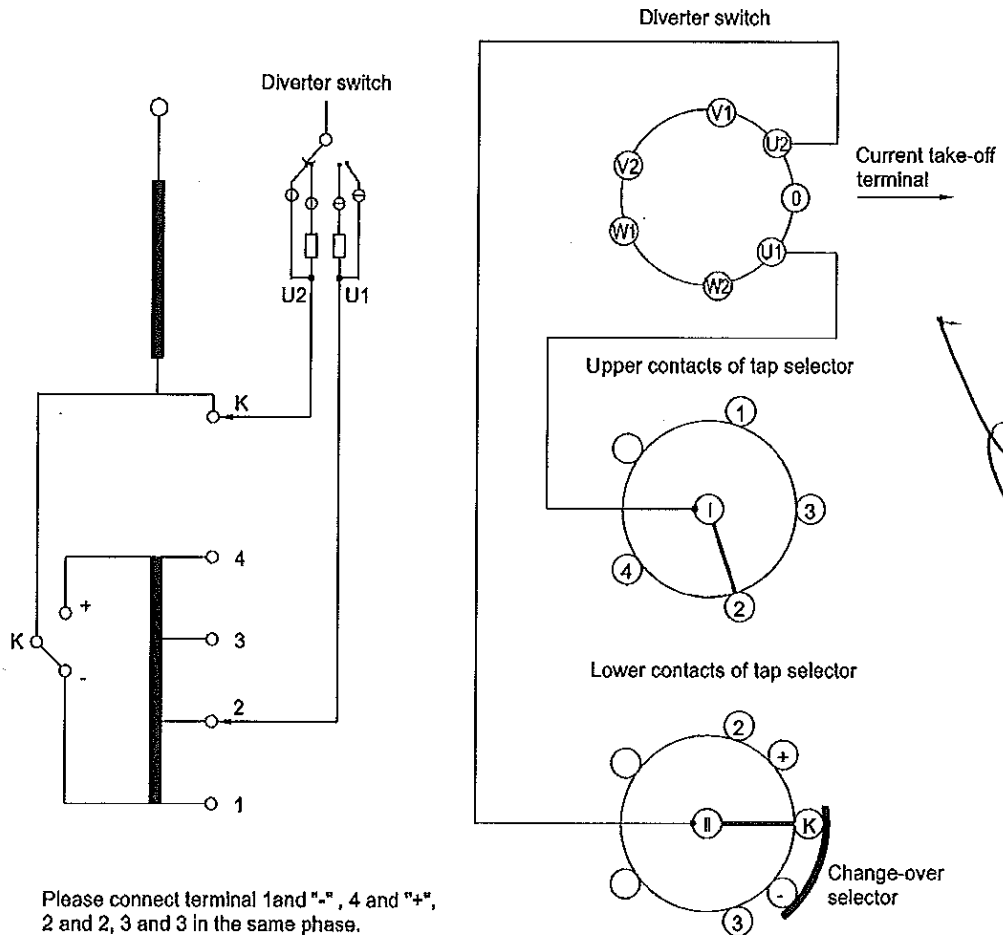 Diverter switch
U2
U1
K
4
3
2
1
+
K
-
Please connect terminal 1and "-" , 4 and "+",
2 and 2, 3 and 3 in the same phase.
Diverter switch
V1
U2
V2
0
W1
U1
W2
Current take-off
terminal
Upper contacts of tap selector
1
I
3
4
2
Lower contacts of tap selector
2
+
II
K
-
3
Change-over
selector